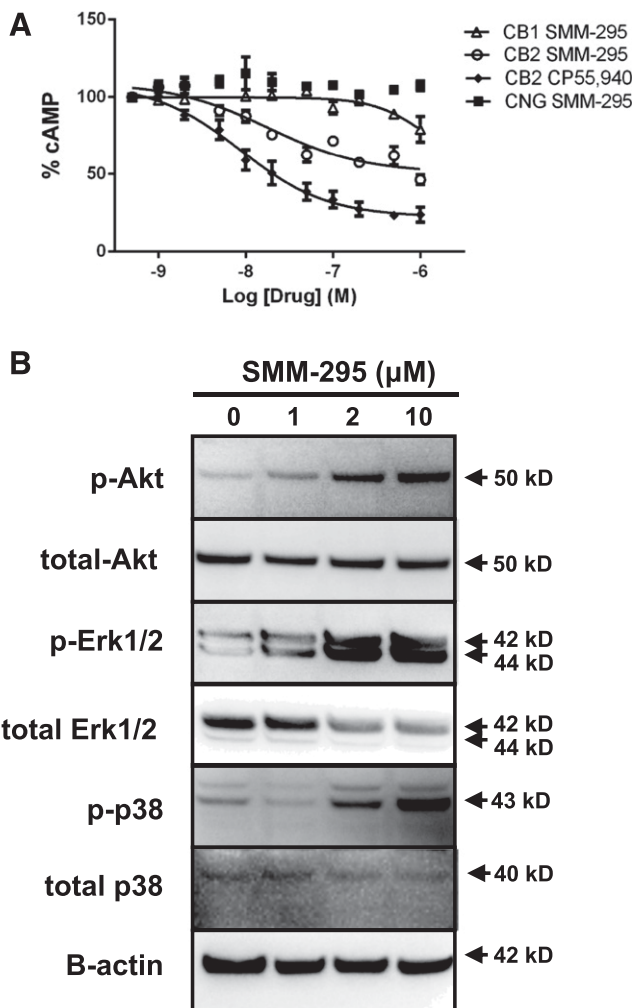 A
150
100
50
0
% cAMP
-9 -8 -7 -6
Log [Drug] (M)
CB1 SMM-295
CB2 SMM-295
CB2 CP55,940
CNG SMM-295
B
SMM-295 (µM)
0 1 2 10
p-Akt 50 kD
total-Akt 50 kD
p-Erk1/2 42 kD
44 kD
total Erk1/2 42 kD
44 kD
p-p38 43 kD
total p38 40 kD
B-actin 42 kD